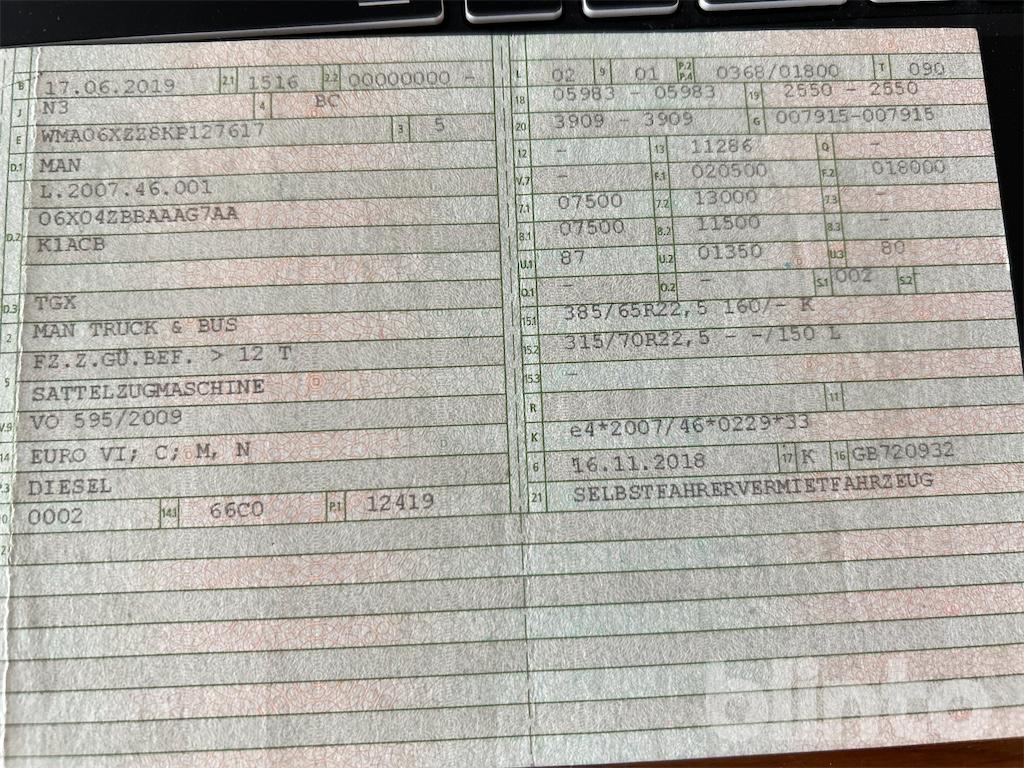 B 17.06.2019 2.1 1516 2.2 00000000 -
J N3 4 BC
E WMA06XZZ8KP127617 3 5
D.1 MAN
L.2007.46.001
D.2 06X04ZBBAAAG7AA
K1ACB
D.3 TGX
2 MAN TRUCK & BUS
5 FZ.Z.GÜ.BEF. > 12 T
SATTELZUGMASCHINE
V.9 VO 595/2009
14 EURO VI; C; M, N
P.3 DIESEL
10 0002 14.1 66C0 P.1 12419
L 02 9 01 P.2 P.4 0368/01800 T 090
18 05983 - 05983 19 2550 - 2550
20 3909 - 3909 G 007915-007915
12 - 13 11286 Q -
V.7 - F.1 020500 F.2 018000
7.1 07500 7.2 13000 7.3 -
8.1 07500 8.2 11500 8.3 -
U.1 87 U.2 01350 U.3 80
O.1 - O.2 - S.1 002 S.2
15.1 385/65R22,5 160/- K
15.2 315/70R22,5 - -/150 L
15.3 -
R 11
K e4*2007/46*0229*33
6 16.11.2018 17 K 16 GB720932
21 SELBSTFAHRERVERMIETFAHRZEUG
blinto